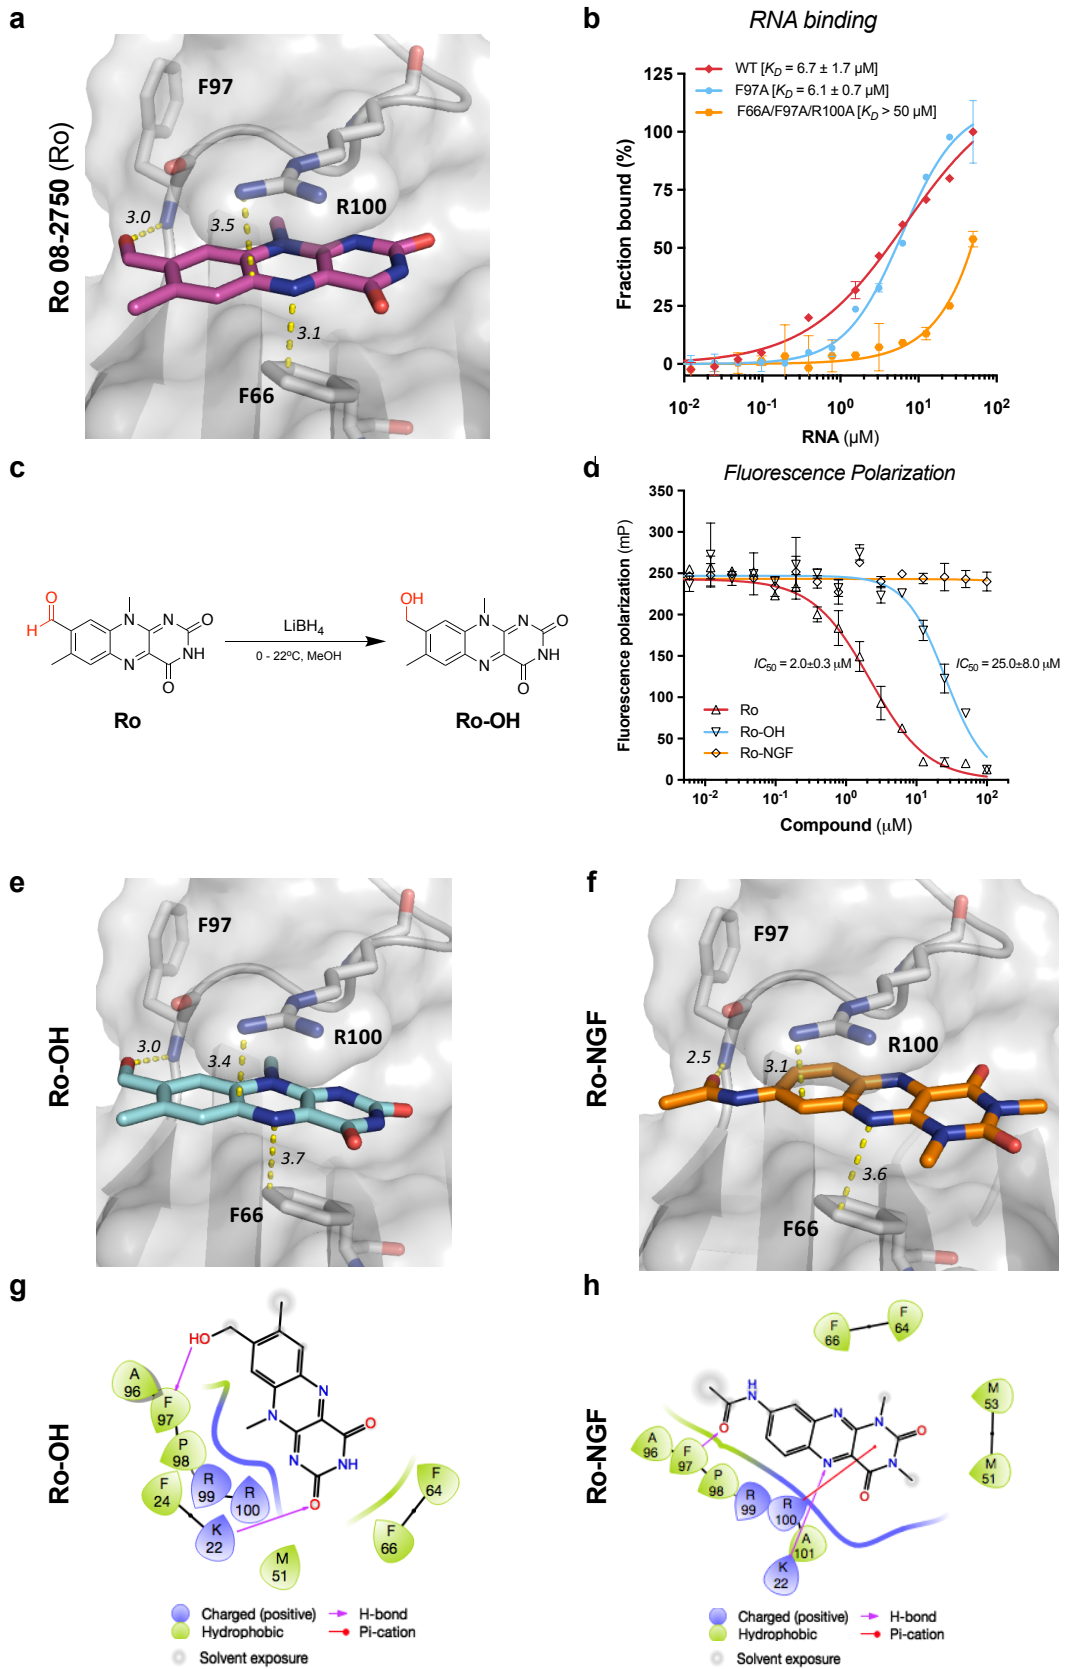 a
Ro 08-2750 (Ro)
F97
R100
3.0
3.5
3.1
F66
b
RNA binding
WT [KD = 6.7 ± 1.7 µM]
F97A [KD = 6.1 ± 0.7 µM]
F66A/F97A/R100A [KD > 50 µM]
Fraction bound (%)
125
100
75
50
25
0
10-2 10-1 100 101 102
RNA (µM)
c
O
H
N
N
O
NH
N
O
Ro
LiBH4
0 - 22ºC, MeOH
OH
N
N
O
NH
N
O
Ro-OH
d
Fluorescence Polarization
Fluorescence polarization (mP)
350
300
250
200
150
100
50
0
IC50 = 2.0±0.3 µM
IC50 = 25.0±8.0 µM
Ro
Ro-OH
Ro-NGF
10-2 10-1 100 101 102
Compound (µM)
e
Ro-OH
F97
R100
3.0
3.4
3.7
F66
f
Ro-NGF
F97
R100
2.5
3.1
3.6
F66
g
Ro-OH
HO
N
N
O
N
NH
O
A 96
F 97
P 98
F 24
R 99
R 100
K 22
M 51
F 64
F 66
Charged (positive)
H-bond
Hydrophobic
Pi-cation
Solvent exposure
h
Ro-NGF
F 66
F 64
M 53
M 51
H
N
O
N
N
O
N
N
O
A 96
F 97
P 98
R 99
R 100
A 101
K 22
Charged (positive)
H-bond
Hydrophobic
Pi-cation
Solvent exposure